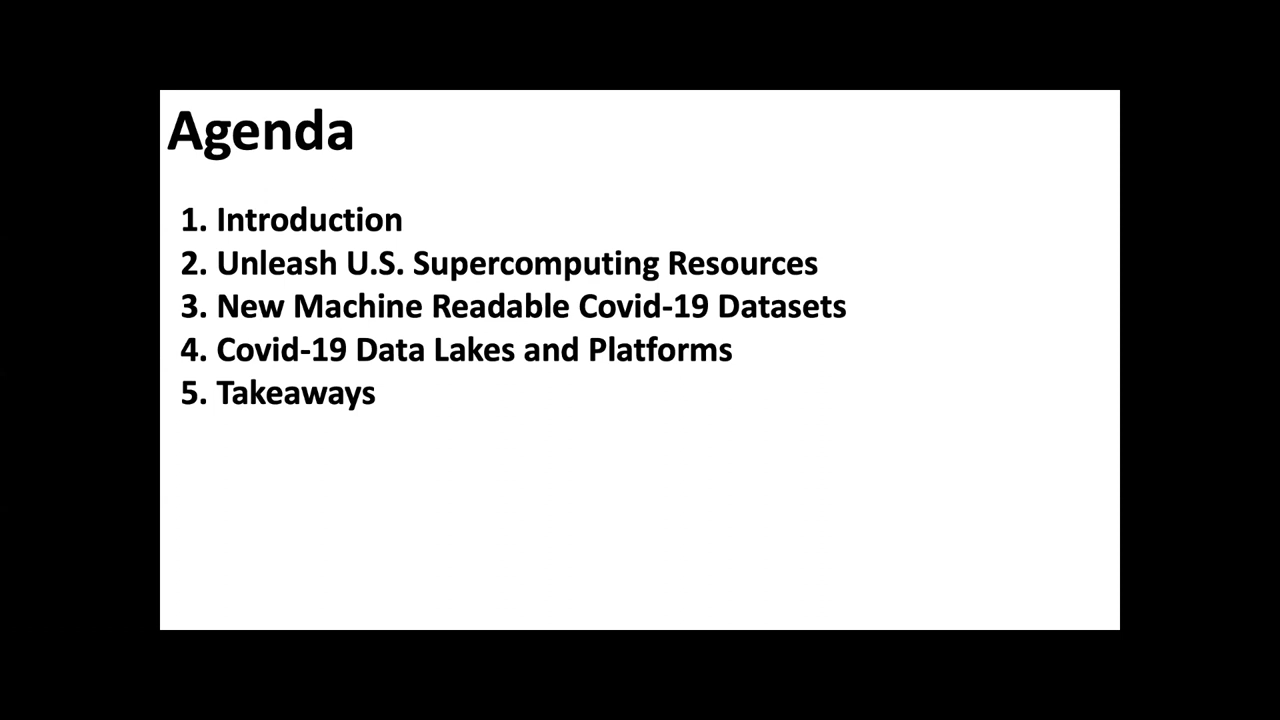 Agenda
1. Introduction
2. Unleash U.S. Supercomputing Resources
3. New Machine Readable Covid-19 Datasets
4. Covid-19 Data Lakes and Platforms
5. Takeaways